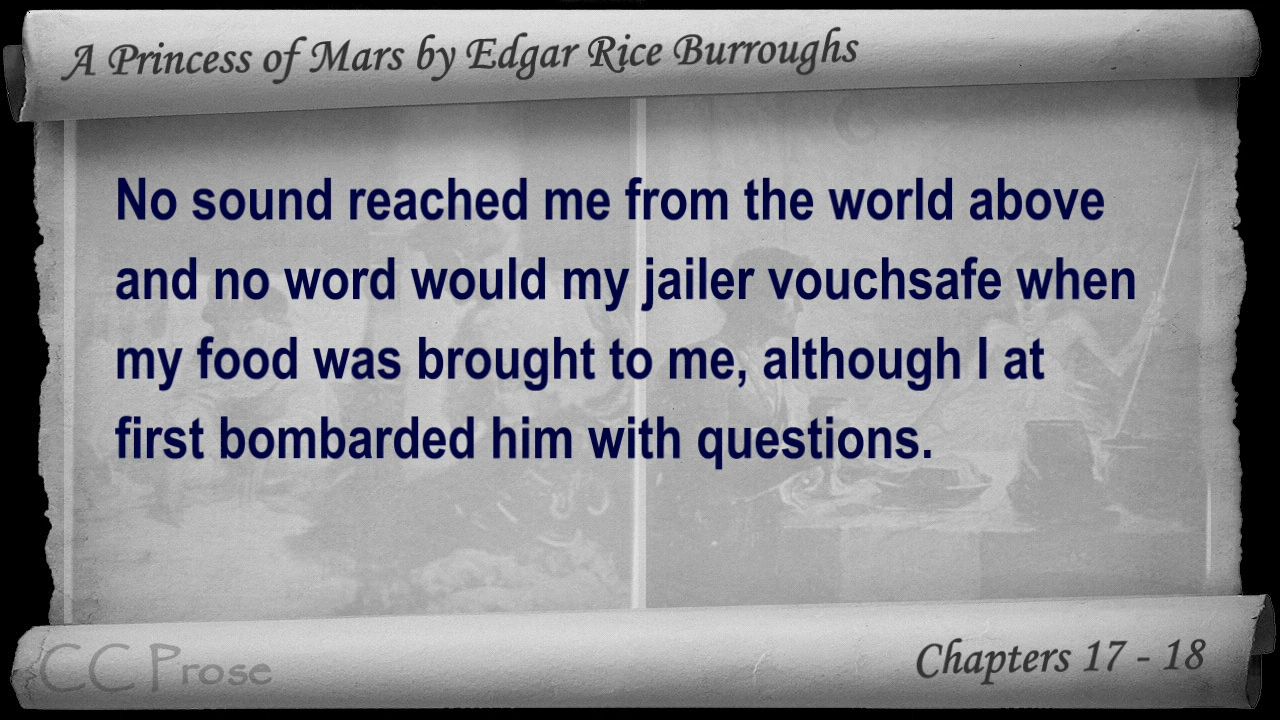 A Princess of Mars by Edgar Rice Burroughs
No sound reached me from the world above
and no word would my jailer vouchsafe when
my food was brought to me, although I at
first bombarded him with questions.
CC Prose
Chapters 17 - 18